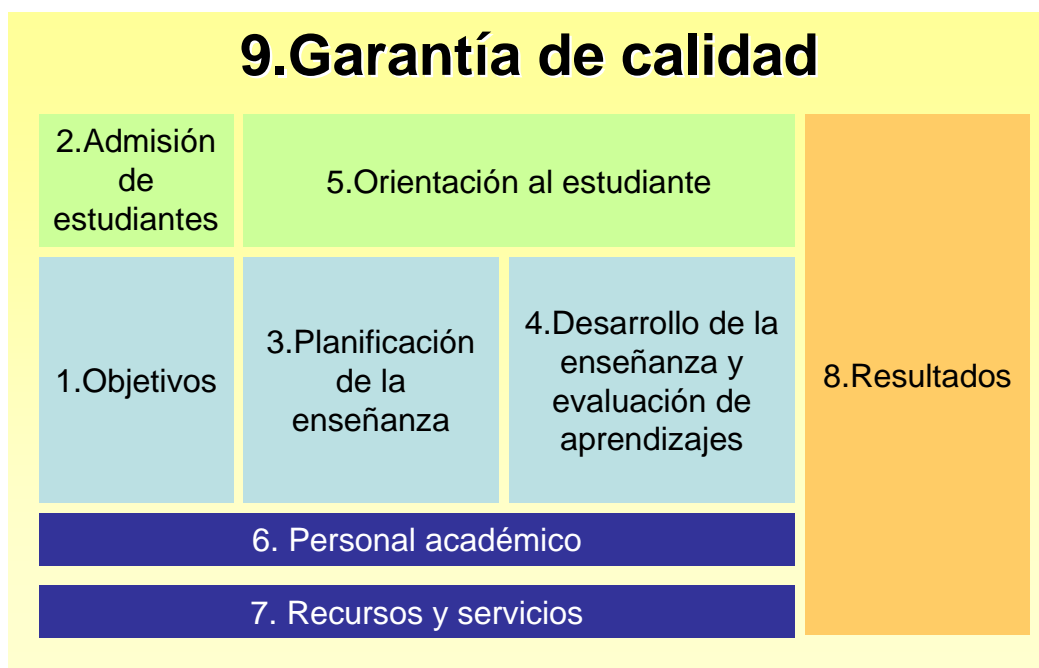 9.Garantía de calidad
2.Admisión
de
estudiantes
5.Orientación al estudiante
1.Objetivos
3.Planificación
de la
enseñanza
4.Desarrollo de la
enseñanza y
evaluación de
aprendizajes
8.Resultados
6. Personal académico
7. Recursos y servicios